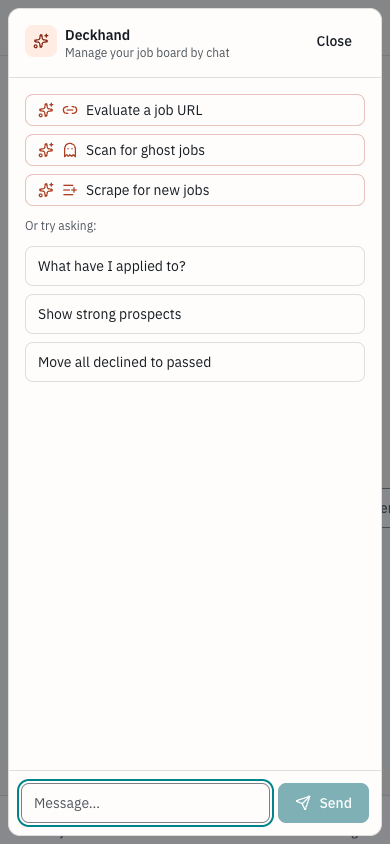 Deckhand
Manage your job board by chat
Close
Evaluate a job URL
Scan for ghost jobs
Scrape for new jobs
Or try asking:
What have I applied to?
Show strong prospects
Move all declined to passed
Message...
Send